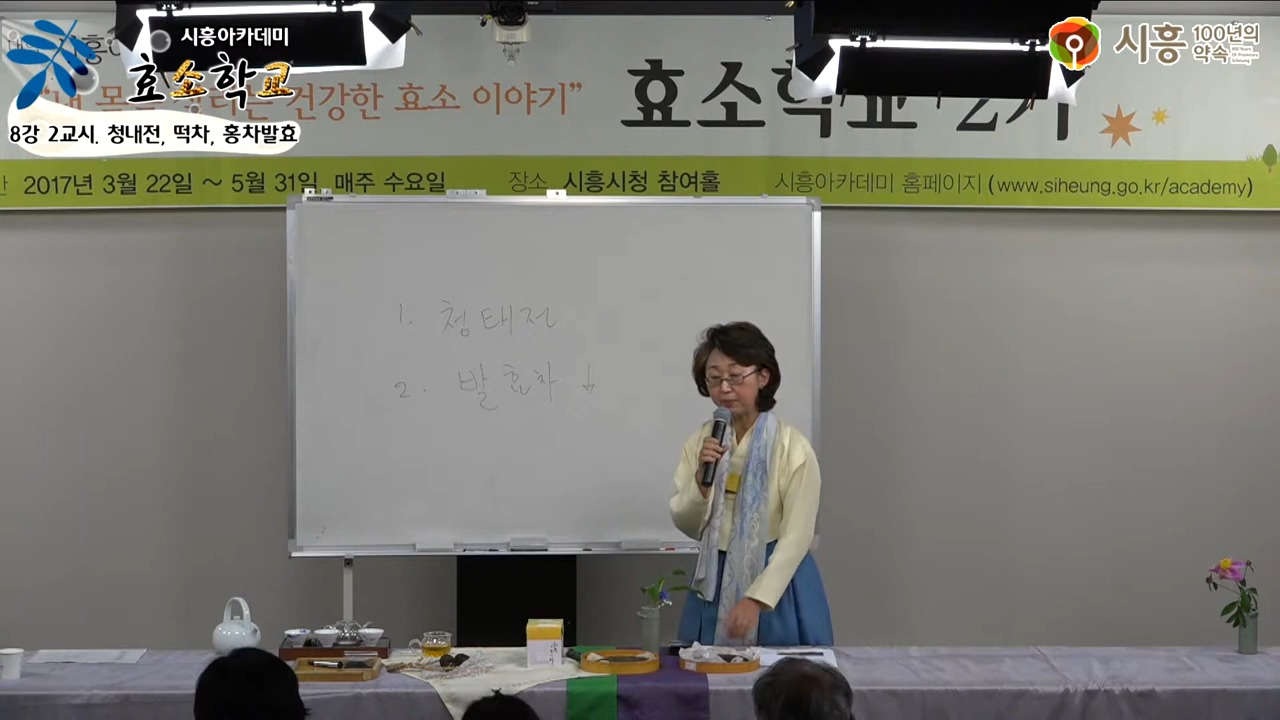 시흥아카데미
효소학교
8강 2교시. 청내전, 떡차, 홍차발효
시흥 100년의 약속
건강한 효소 이야기”
효소학교 2기
2017년 3월 22일 ~ 5월 31일 매주 수요일 장소 시흥시청 참여홀 시흥아카데미 홈페이지 (www.siheung.go.kr/academy)
1. 청태전
2. 발효차 ↓